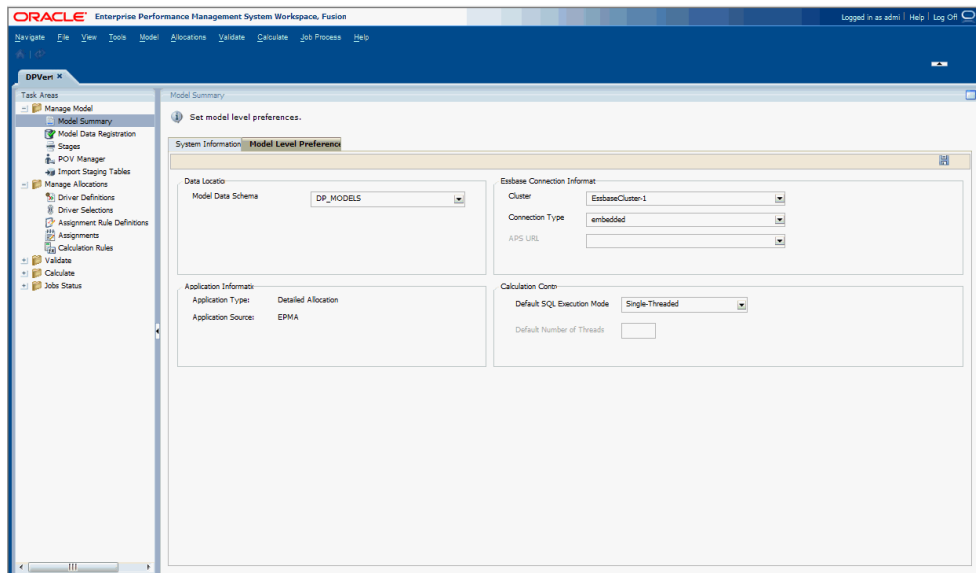 ORACLE Enterprise Performance Management System Workspace, Fusion
Logged in as admi | Help | Log Off
Navigate File View Tools Model Allocations Validate Calculate Job Process Help
DPVeri ×
Task Areas
Manage Model
Model Summary
Model Data Registration
Stages
POV Manager
Import Staging Tables
Manage Allocations
Driver Definitions
Driver Selections
Assignment Rule Definitions
Assignments
Calculation Rules
Validate
Calculate
Jobs Status
Model Summary
Set model level preferences.
System Information Model Level Preference
Data Locatio
Model Data Schema DP_MODELS
Essbase Connection Informat
Cluster EssbaseCluster-1
Connection Type embedded
APS URL
Application Informatic
Application Type: Detailed Allocation
Application Source: EPMA
Calculation Contr
Default SQL Execution Mode Single-Threaded
Default Number of Threads